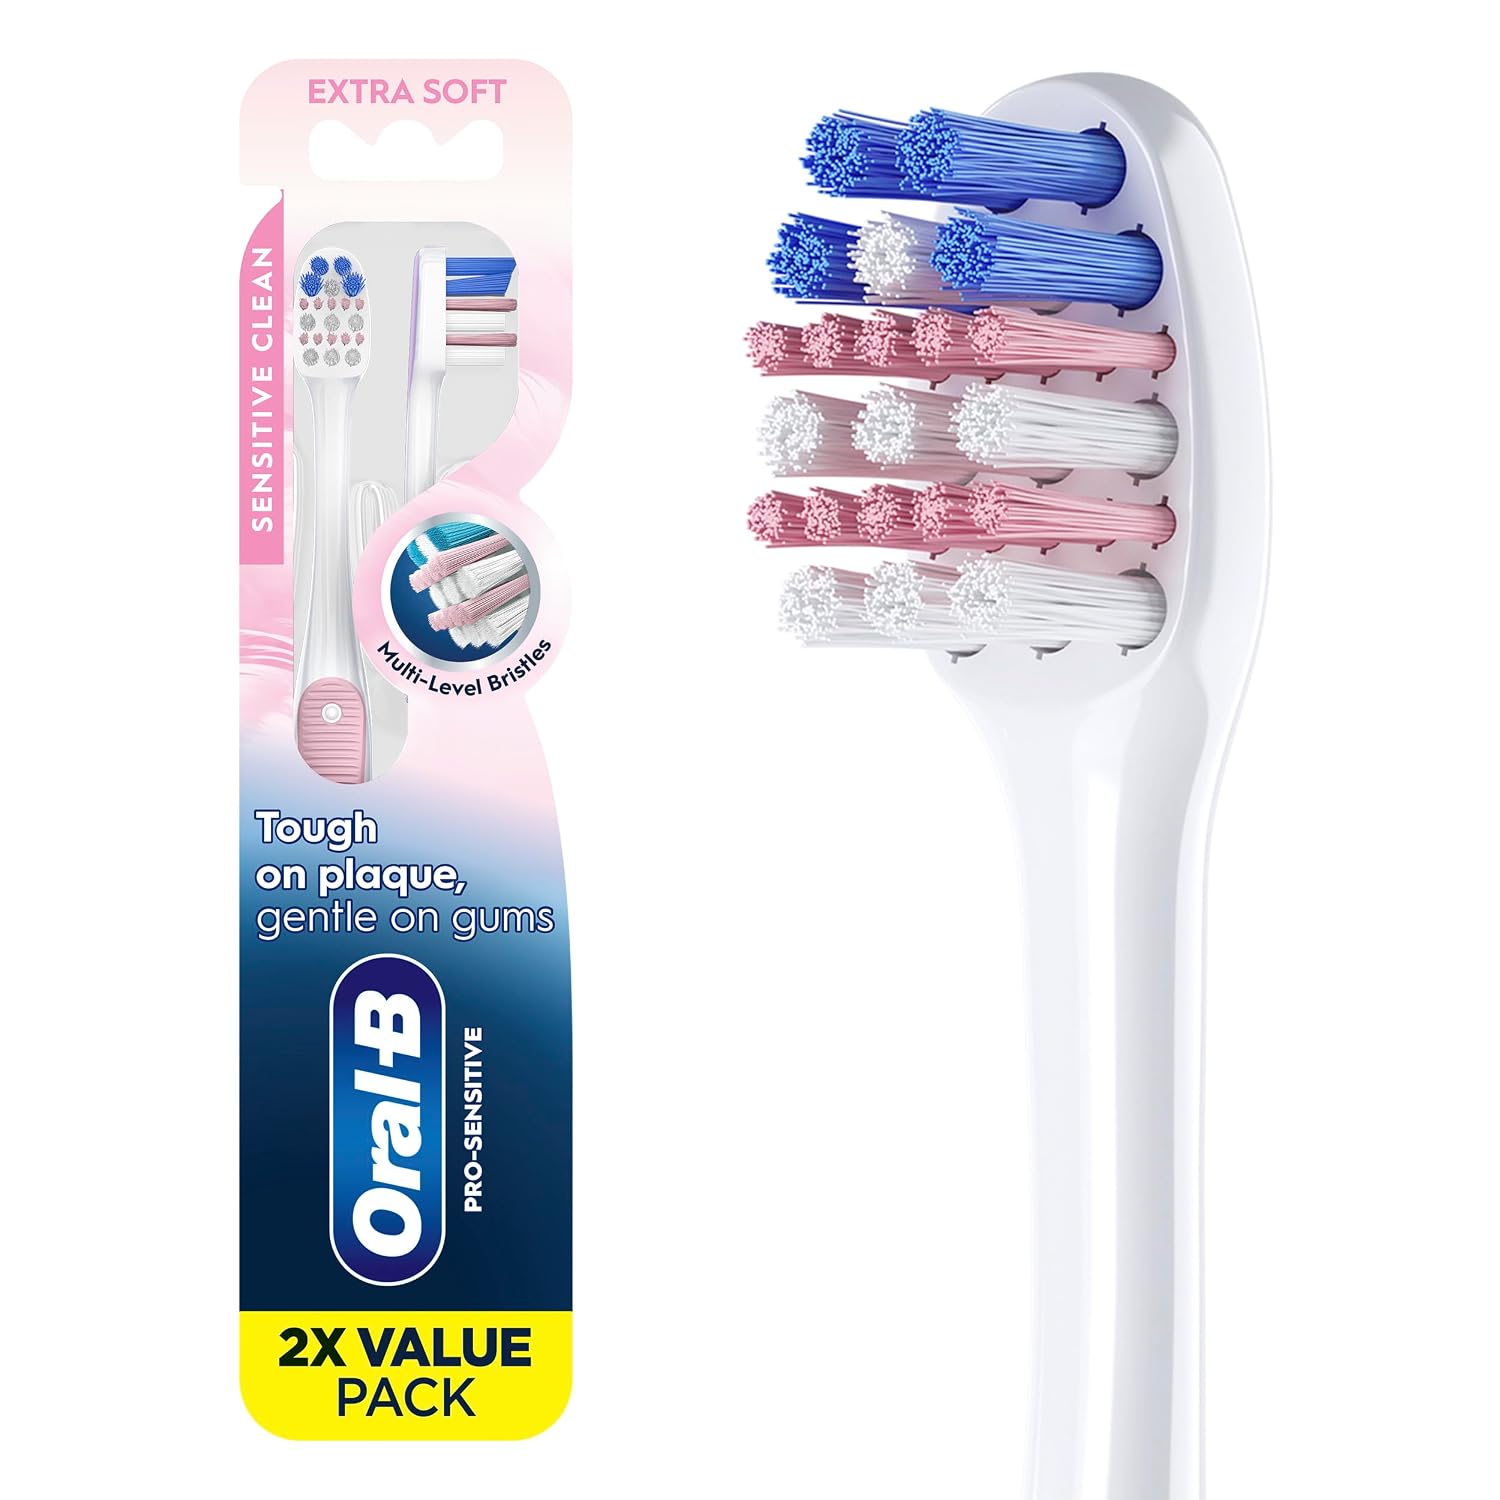 EXTRA SOFT
SENSITIVE CLEAN
Multi-Level Bristles
Tough
on plaque,
gentle on gums
Oral-B
PRO-SENSITIVE
2X VALUE
PACK